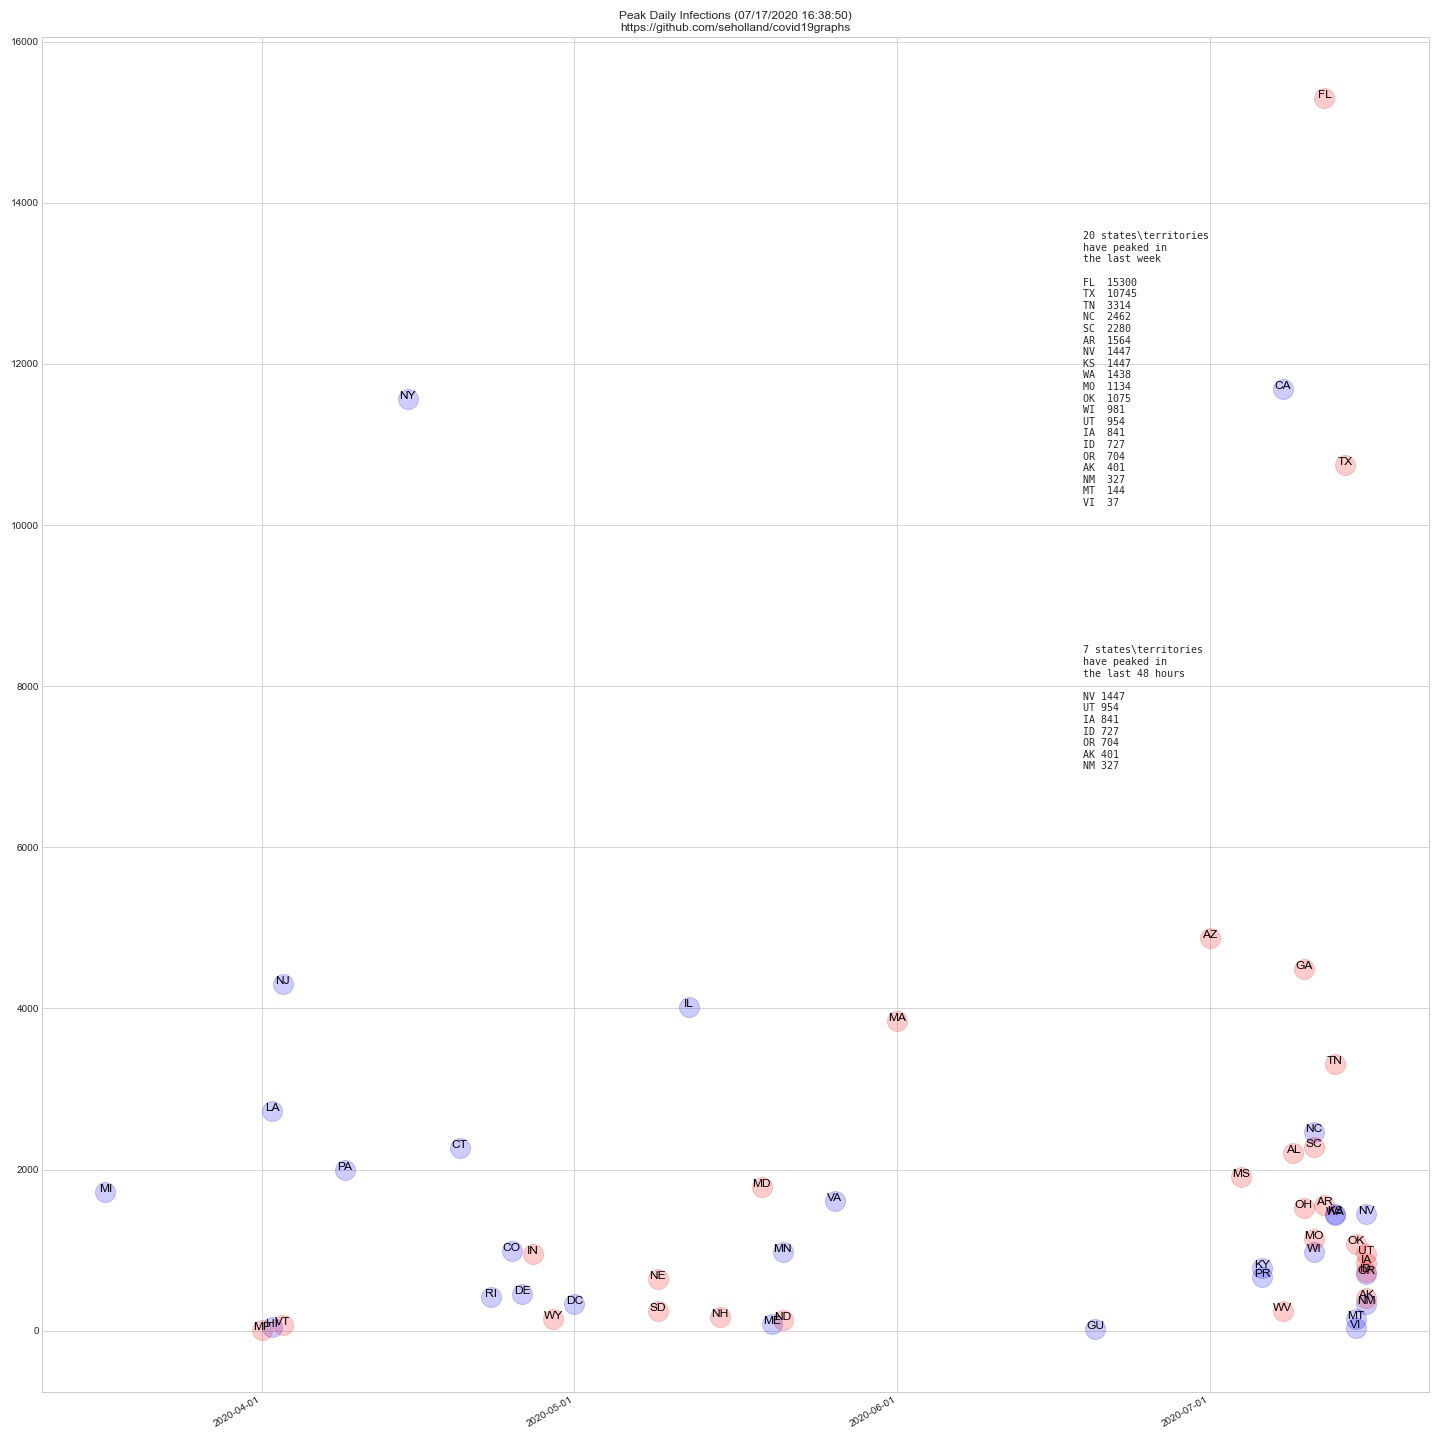 Peak Daily Infections (07/17/2020 16:38:50)
https://github.com/seholland/covid19graphs
16000
FL
14000
20 states\territories
have peaked in
the last week
FL 15300
TX 10745
TN 3314
NC 2462
SC 2280
AR 1564
NV 1447
KS 1447
WA 1438
MO 1134
OK 1075
WI 981
UT 954
IA 841
ID 727
OR 704
AK 401
NM 327
MT 144
VI 37
12000
NY
CA
TX
10000
7 states\territories
have peaked in
the last 48 hours
NV 1447
UT 954
IA 841
ID 727
OR 704
AK 401
NM 327
8000
6000
AZ
GA
NJ
IL
4000
MA
TN
LA
NC
CT
SC
AL
PA
2000
MS
MI
MD
VA
OH
AR
KS
WA
NV
MO
OK
CO
IN
MN
WI
UT
IA
KY
PR
ID
OR
NE
RI
DE
DC
SD
WY
NH
ME
ND
WV
AK
NM
MT
VI
MP
HI
VT
GU
0
2020-04-01
2020-05-01
2020-06-01
2020-07-01